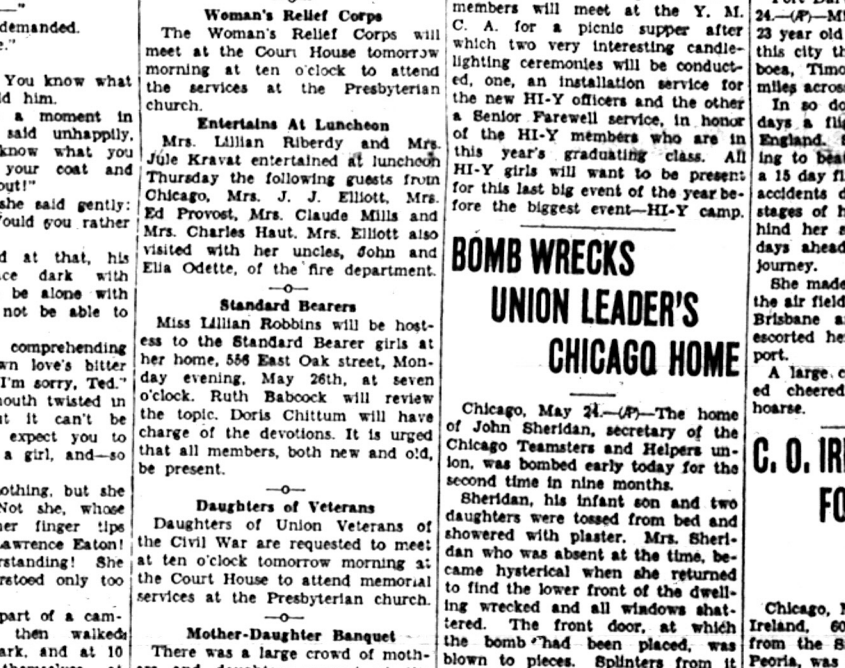 demanded.
You know what
him.
a moment in
said unhappily,
know what you
your coat and
she said gently:
you rather
at that, his
dark with
be alone with
not be able to
comprehending
love's bitter
I'm sorry, Ted."
twisted in
it can't be
expect you to
a girl, and—so
but she
Not she, whose
finger tips
Lawrence Eaton!
She
only too
part of a cam-
then walked
and at 10
Woman's Relief Corps
The Woman's Relief Corps will
meet at the Court House tomorrow
morning at ten o'clock to attend
the services at the Presbyterian
church.
Entertains At Luncheon
Mrs. Lillian Riberdy and Mrs.
Jule Kravat entertained at luncheon
Thursday the following guests from
Chicago, Mrs. J. J. Elliott, Mrs.
Ed Provost, Mrs. Claude Mills and
Mrs. Charles Haut. Mrs. Elliott also
visited with her uncles, John and
Ella Odette, of the fire department.
—o—
Standard Bearers
Miss Lillian Robbins will be host-
ess to the Standard Bearer girls at
her home, 556 East Oak street, Mon-
day evening, May 26th, at seven
o'clock. Ruth Babcock will review
the topic. Doris Chittum will have
charge of the devotions. It is urged
that all members, both new and old,
be present.
—o—
Daughters of Veterans
Daughters of Union Veterans of
the Civil War are requested to meet
at ten o'clock tomorrow morning at
the Court House to attend memorial
services at the Presbyterian church.
—o—
Mother-Daughter Banquet
There was a large crowd of moth-
members will meet at the Y. M.
C. A. for a picnic supper after
which two very interesting candle-
lighting ceremonies will be conduct-
ed, one, an installation service for
the new HI-Y officers and the other
a Senior Farewell service, in honor
of the HI-Y members who are in
this year's graduating class. All
HI-Y girls will want to be present
for this last big event of the year be-
fore the biggest event—HI-Y camp.
BOMB WRECKS
UNION LEADER'S
CHICAGO HOME
Chicago, May 24.—(AP)—The home
of John Sheridan, secretary of the
Chicago Teamsters and Helpers un-
ion, was bombed early today for the
second time in nine months.
Sheridan, his infant son and two
daughters were tossed from bed and
showered with plaster. Mrs. Sheri-
dan who was absent at the time, be-
came hysterical when she returned
to find the lower front of the dwell-
ing wrecked and all windows shat-
tered. The front door, at which
the bomb had been placed, was
blown to pieces. Splinters from it
24.—(AP)—
23 year old
this city
miles
In so
days a
England.
ing to beat
a 15 day
accidents
stages of
hind her
days ahead
journey.
She made
the air field
Brisbane
escorted
port.
A large
ed cheered
hoarse.
C. O.
Chicago,
Ireland,
from the
Peoria, was